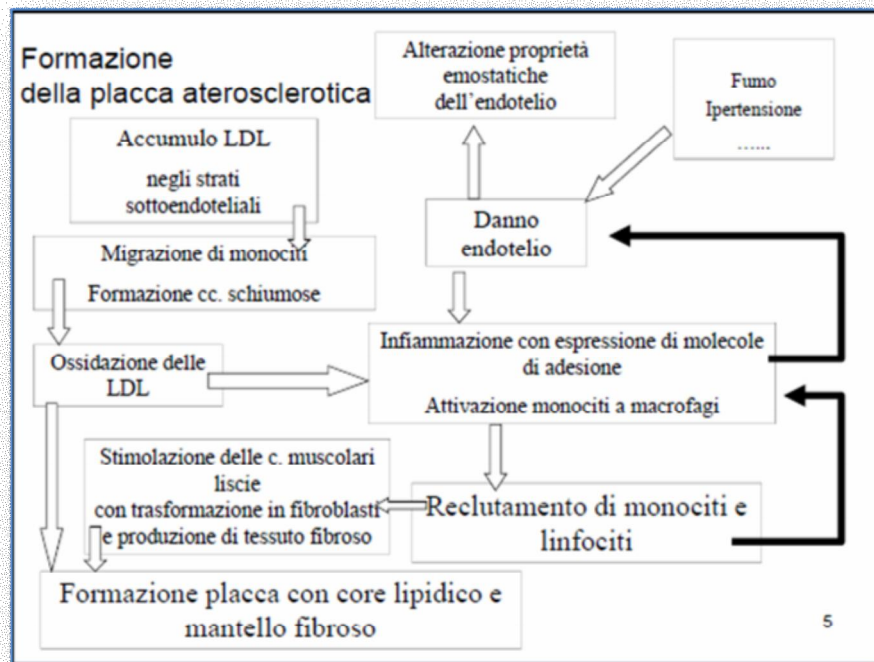 Formazione
della placca aterosclerotica
Alterazione proprietà
emostatiche
dell'endotelio
Fumo
Ipertensione
......
Accumulo LDL
negli strati
sottoendoteliali
Danno
endotelio
Migrazione di monociti
Formazione cc. schiumose
Infiammazione con espressione di molecole
di adesione
Attivazione monociti a macrofagi
Ossidazione delle
LDL
Stimolazione delle c. muscolari
liscie
con trasformazione in fibroblasti
e produzione di tessuto fibroso
Reclutamento di monociti e
linfociti
Formazione placca con core lipidico e
mantello fibroso
5